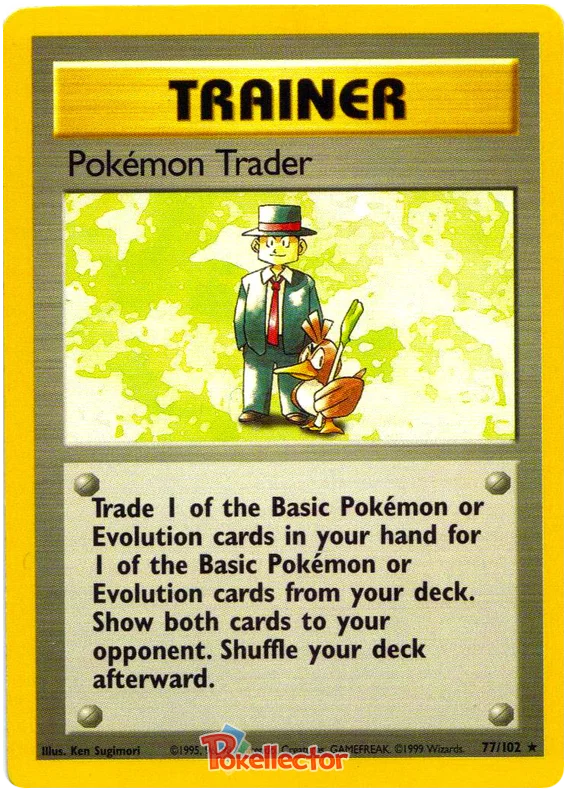 TRAINER
Pokémon Trader
Trade 1 of the Basic Pokémon or
Evolution cards in your hand for
1 of the Basic Pokémon or
Evolution cards from your deck.
Show both cards to your
opponent. Shuffle your deck
afterward.
Illus. Ken Sugimori ©1995, GAMEFREAK. ©1999 Wizards. 77/102 ★
Pokellector